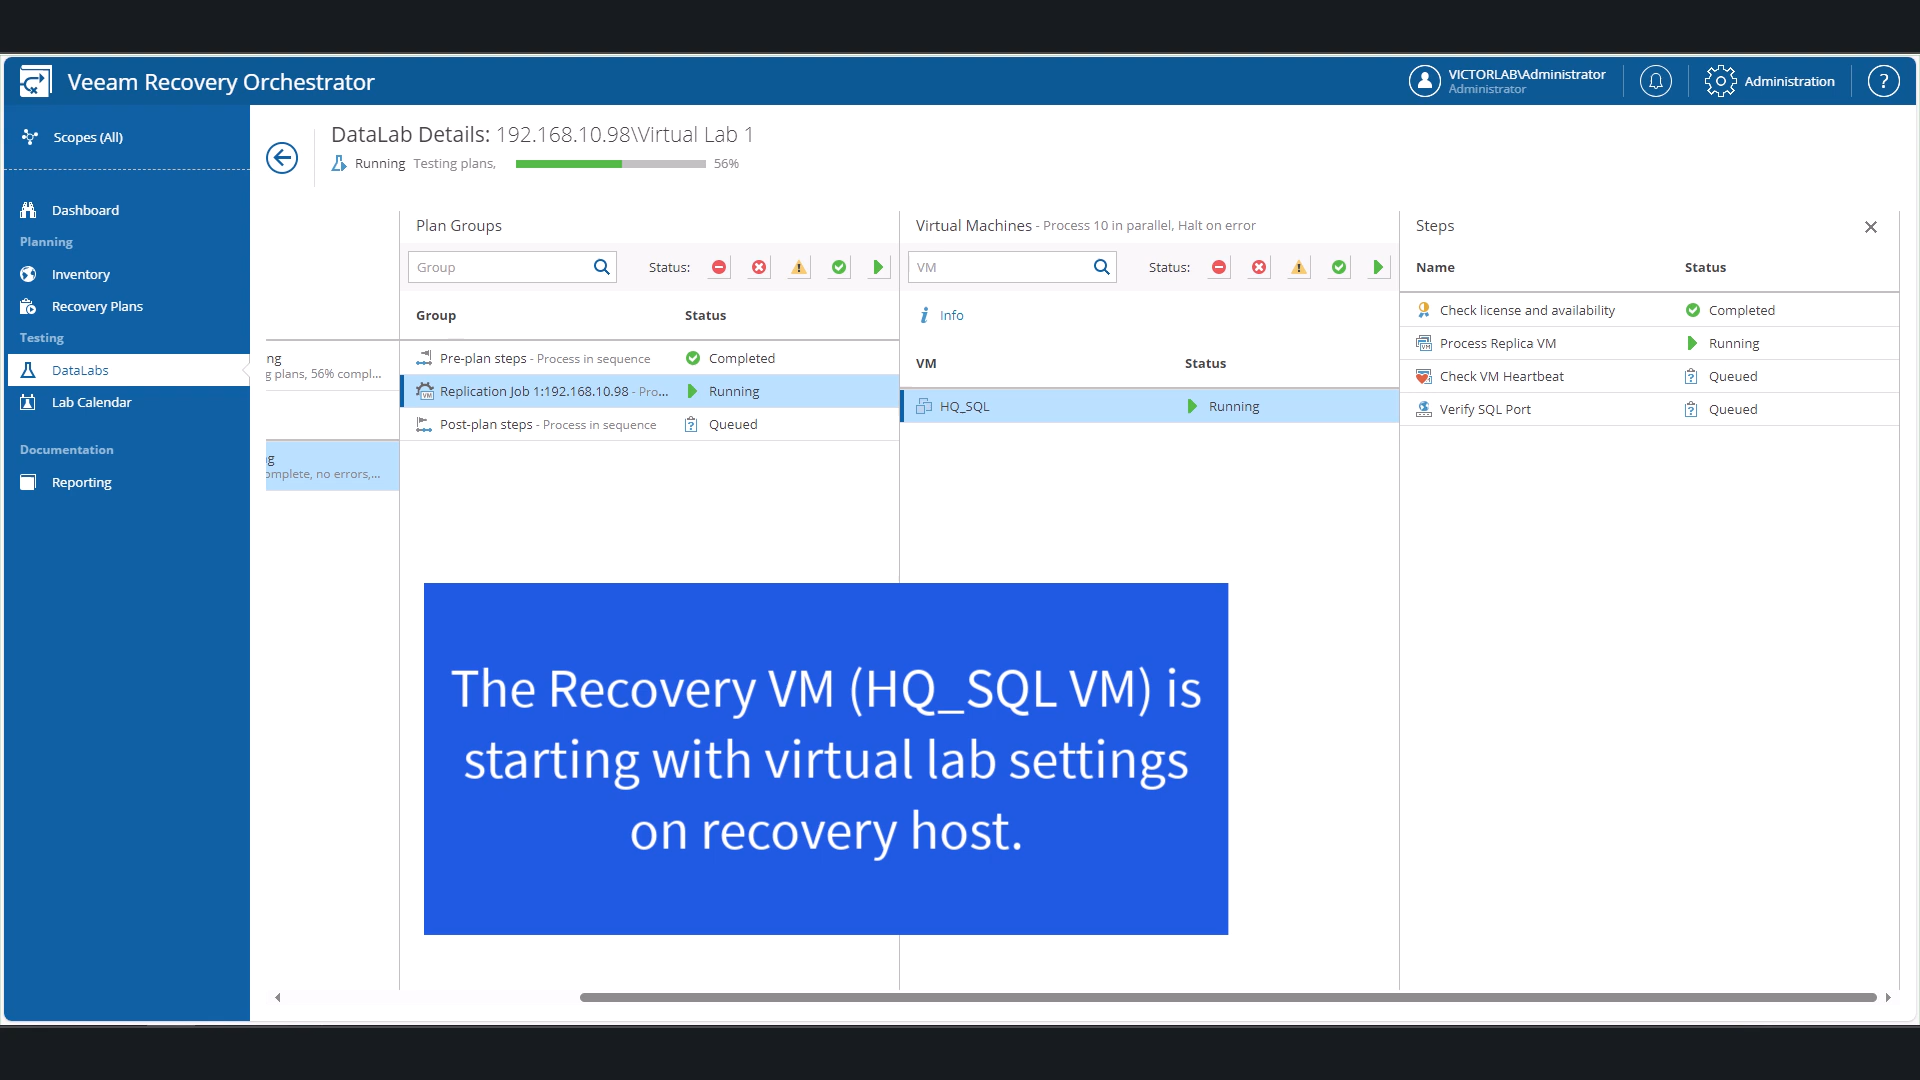 Veeam Recovery Orchestrator
VICTORLAB\Administrator
Administrator
Administration
?
Scopes (All)
Dashboard
Planning
Inventory
Recovery Plans
Testing
DataLabs
Lab Calendar
Documentation
Reporting
DataLab Details: 192.168.10.98\Virtual Lab 1
Running Testing plans, 56%
ng
g plans, 56% compl...
g
omplete, no errors,...
Plan Groups
Group Status:
Group Status
Pre-plan steps - Process in sequence Completed
Replication Job 1:192.168.10.98 - Pro... Running
Post-plan steps - Process in sequence Queued
Virtual Machines - Process 10 in parallel, Halt on error
VM Status:
Info
VM Status
HQ_SQL Running
Steps
Name Status
Check license and availability Completed
Process Replica VM Running
Check VM Heartbeat Queued
Verify SQL Port Queued
The Recovery VM (HQ_SQL VM) is
starting with virtual lab settings
on recovery host.